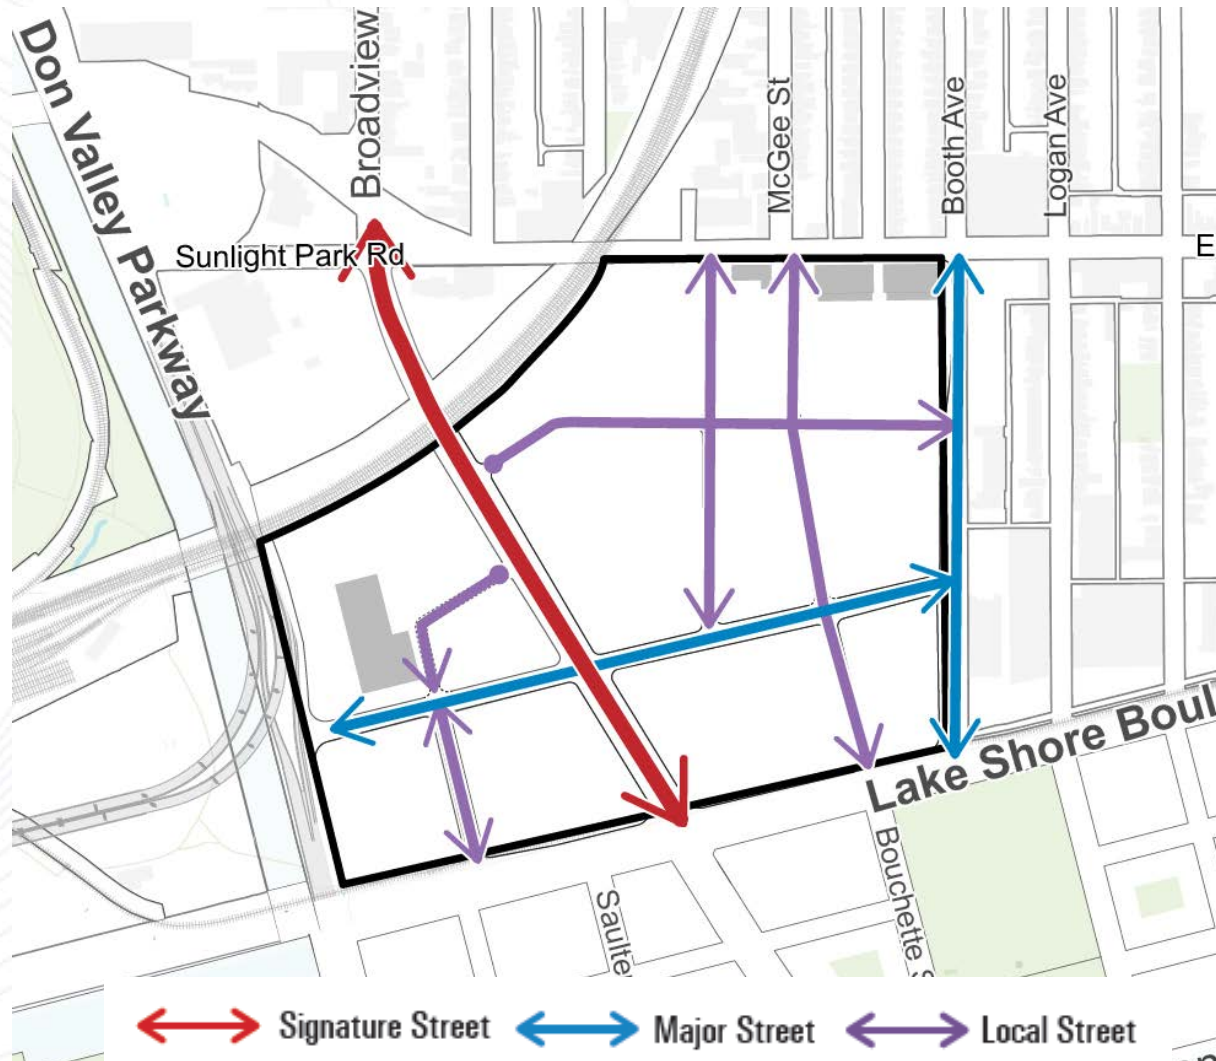 Don Valley Parkway
Broadview
McGee St
Booth Ave
Logan Ave
Sunlight Park Rd
E
Lake Shore Boul
Bouchette S
Saulte
Signature Street
Major Street
Local Street